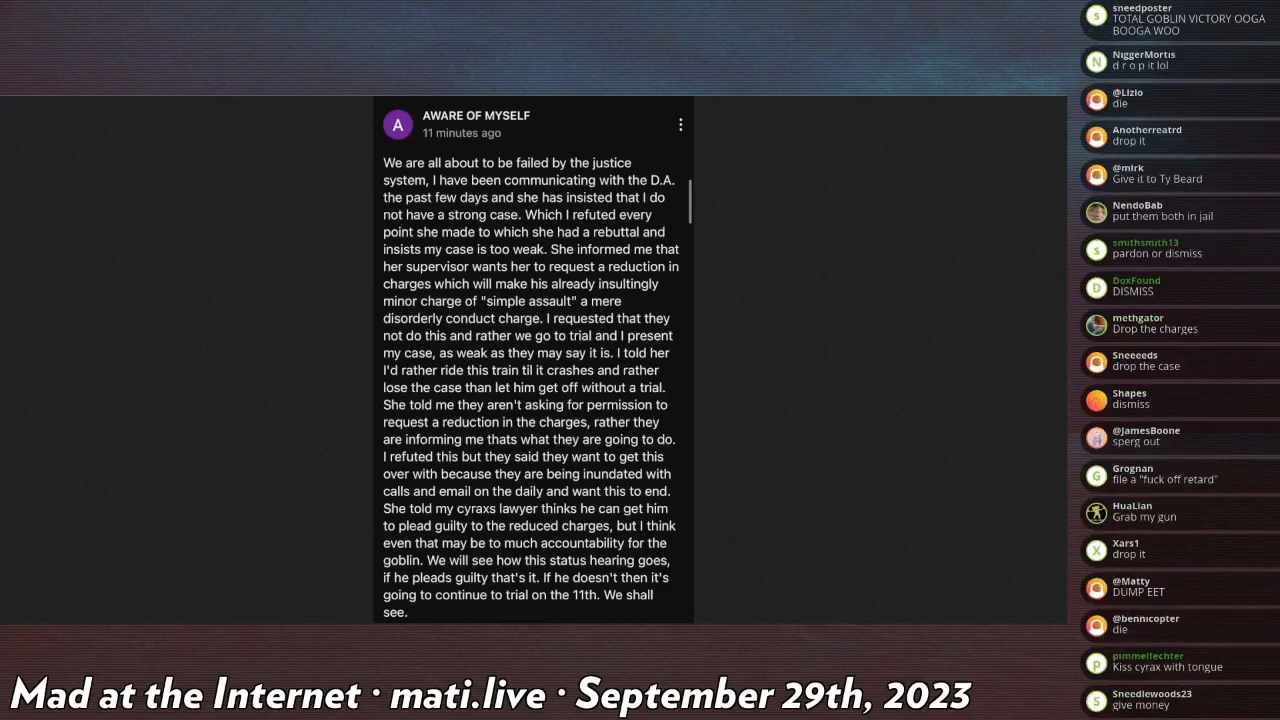 AWARE OF MYSELF
11 minutes ago
A
We are all about to be failed by the justice
system, I have been communicating with the D.A.
the past few days and she has insisted that I do
not have a strong case. Which I refuted every
point she made to which she had a rebuttal and
insists my case is too weak. She informed me that
her supervisor wants her to request a reduction in
charges which will make his already insultingly
minor charge of "simple assault" a mere
disorderly conduct charge. I requested that they
not do this and rather we go to trial and I present
my case, as weak as they may say it is. I told her
I'd rather ride this train til it crashes and rather
lose the case than let him get off without a trial.
She told me they aren't asking for permission to
request a reduction in the charges, rather they
are informing me thats what they are going to do.
I refuted this but they said they want to get this
over with because they are being inundated with
calls and email on the daily and want this to end.
She told my cyraxs lawyer thinks he can get him
to plead guilty to the reduced charges, but I think
even that may be to much accountability for the
goblin. We will see how this status hearing goes,
if he pleads guilty that's it. If he doesn't then it's
going to continue to trial on the 11th. We shall
see.
sneedposter
s
TOTAL GOBLIN VICTORY OOGA
BOOGA WOO
NiggerMortis
N
d r o p it lol
@Lizio
die
Anotherreatrd
drop it
@mirk
Give it to Ty Beard
NendoBab
put them both in jail
smithsmith13
s
pardon or dismiss
DoxFound
D
DISMISS
methgator
Drop the charges
Sneeeeds
drop the case
Shapes
dismiss
@JamesBoone
sperg out
Grognan
G
file a "fuck off retard"
HuaLian
Grab my gun
Xars1
X
drop it
@Matty
DUMP EET
@bennicopter
die
pimmelfechter
p
Kiss cyrax with tongue
Sneedlewoods23
S
give money
Mad at the Internet · mati.live · September 29th, 2023